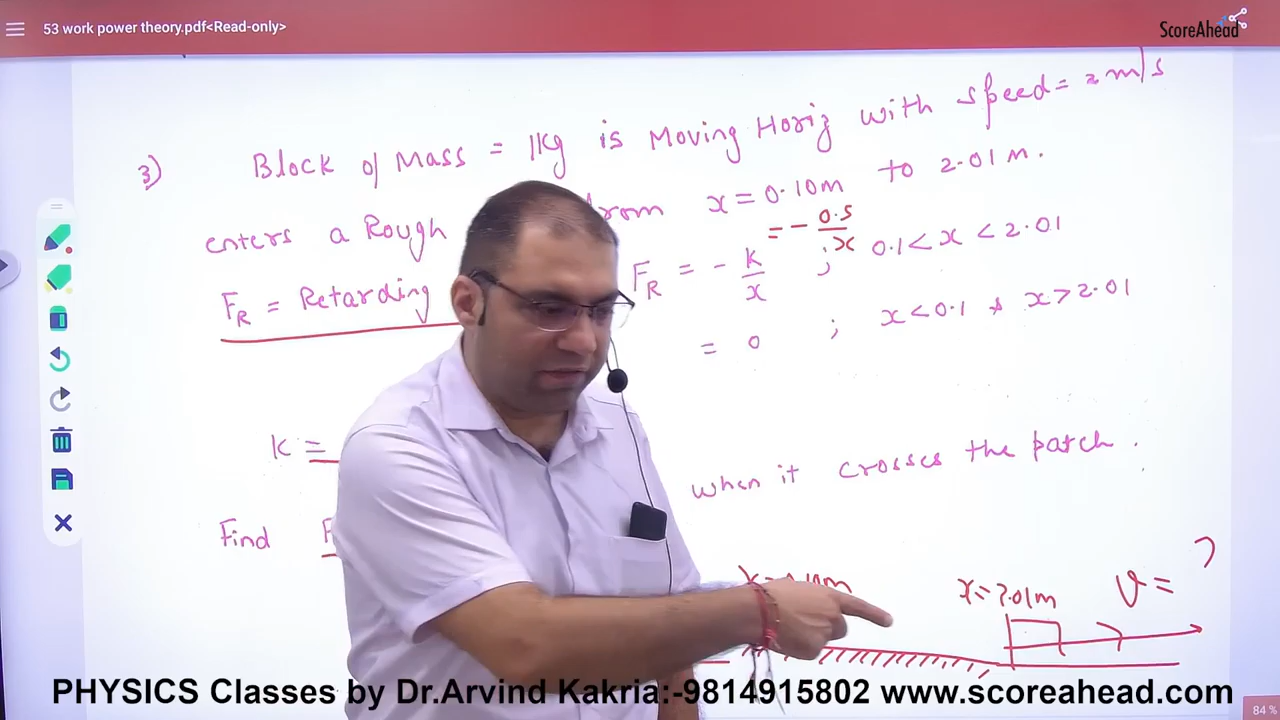 53 work power theory.pdf<Read-only>
ScoreAhead
3) Block of Mass = 1Kg is Moving Horiz with speed = 2 m/s
enters a Rough from x = 0.10m to 2.01 m.
= - 0.5/x
F_R = Retarding F_R = - k/x ; 0.1 < x < 2.01
= 0 ; x < 0.1 & x > 2.01
k =
Find when it crosses the patch.
x = 2.01m v = ?
PHYSICS Classes by Dr.Arvind Kakria:-9814915802 www.scoreahead.com
84 %